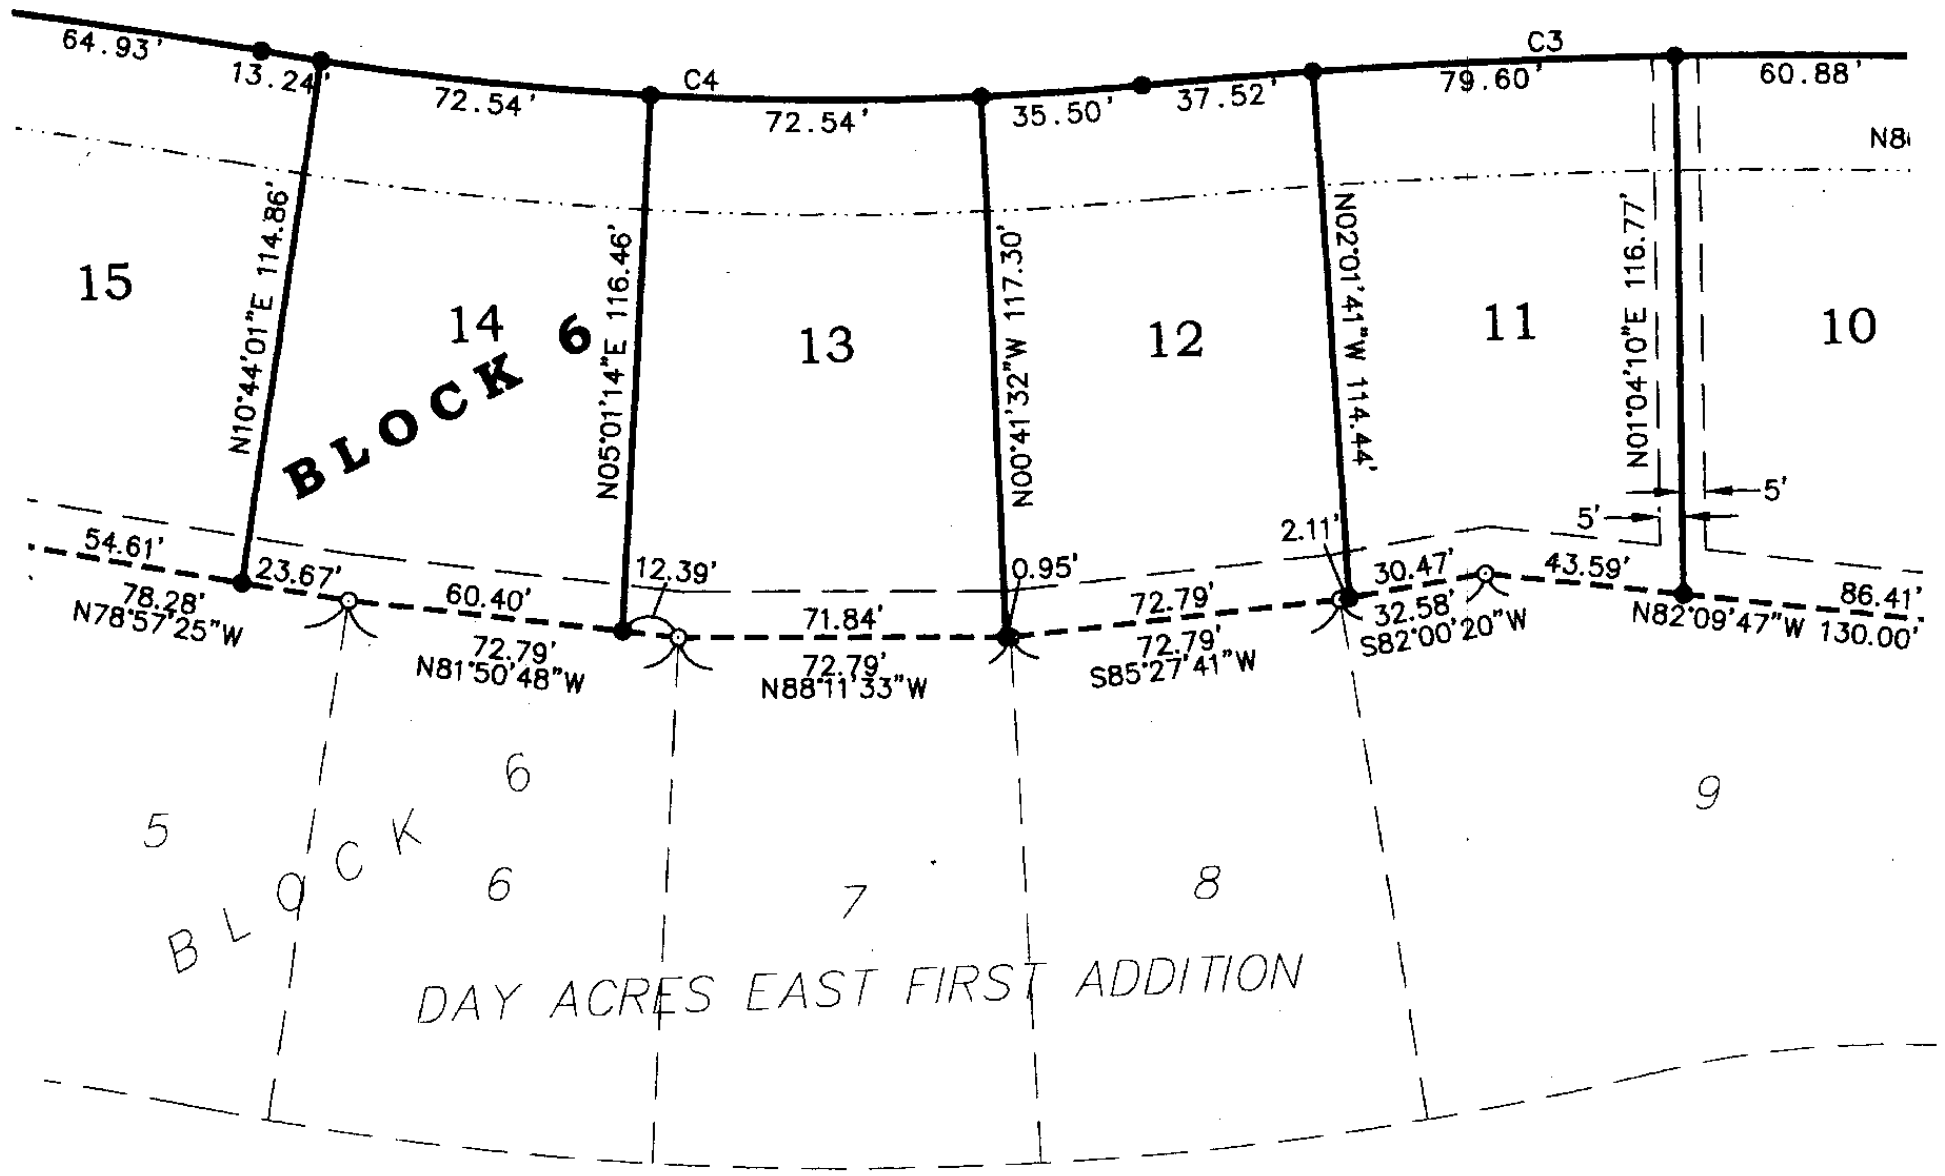 64.93'
13.24'
72.54'
C4
72.54'
35.50'
37.52'
C3
79.60'
60.88'
N10°44'01"E 114.86'
N05°01'14"E 116.46'
N00°41'32"W 117.30'
N02°01'41"W 114.44'
N01°04'10"E 116.77'
15
14
13
12
11
10
BLOCK 6
5'
5'
54.61'
23.67'
60.40'
12.39'
71.84'
0.95'
72.79'
2.11'
30.47'
43.59'
86.41'
78.28'
N78°57'25"W
72.79'
N81°50'48"W
72.79'
N88°11'33"W
72.79'
S85°27'41"W
32.58'
S82°00'20"W
N82°09'47"W 130.00'
5
6
7
8
9
BLOCK 6
DAY ACRES EAST FIRST ADDITION